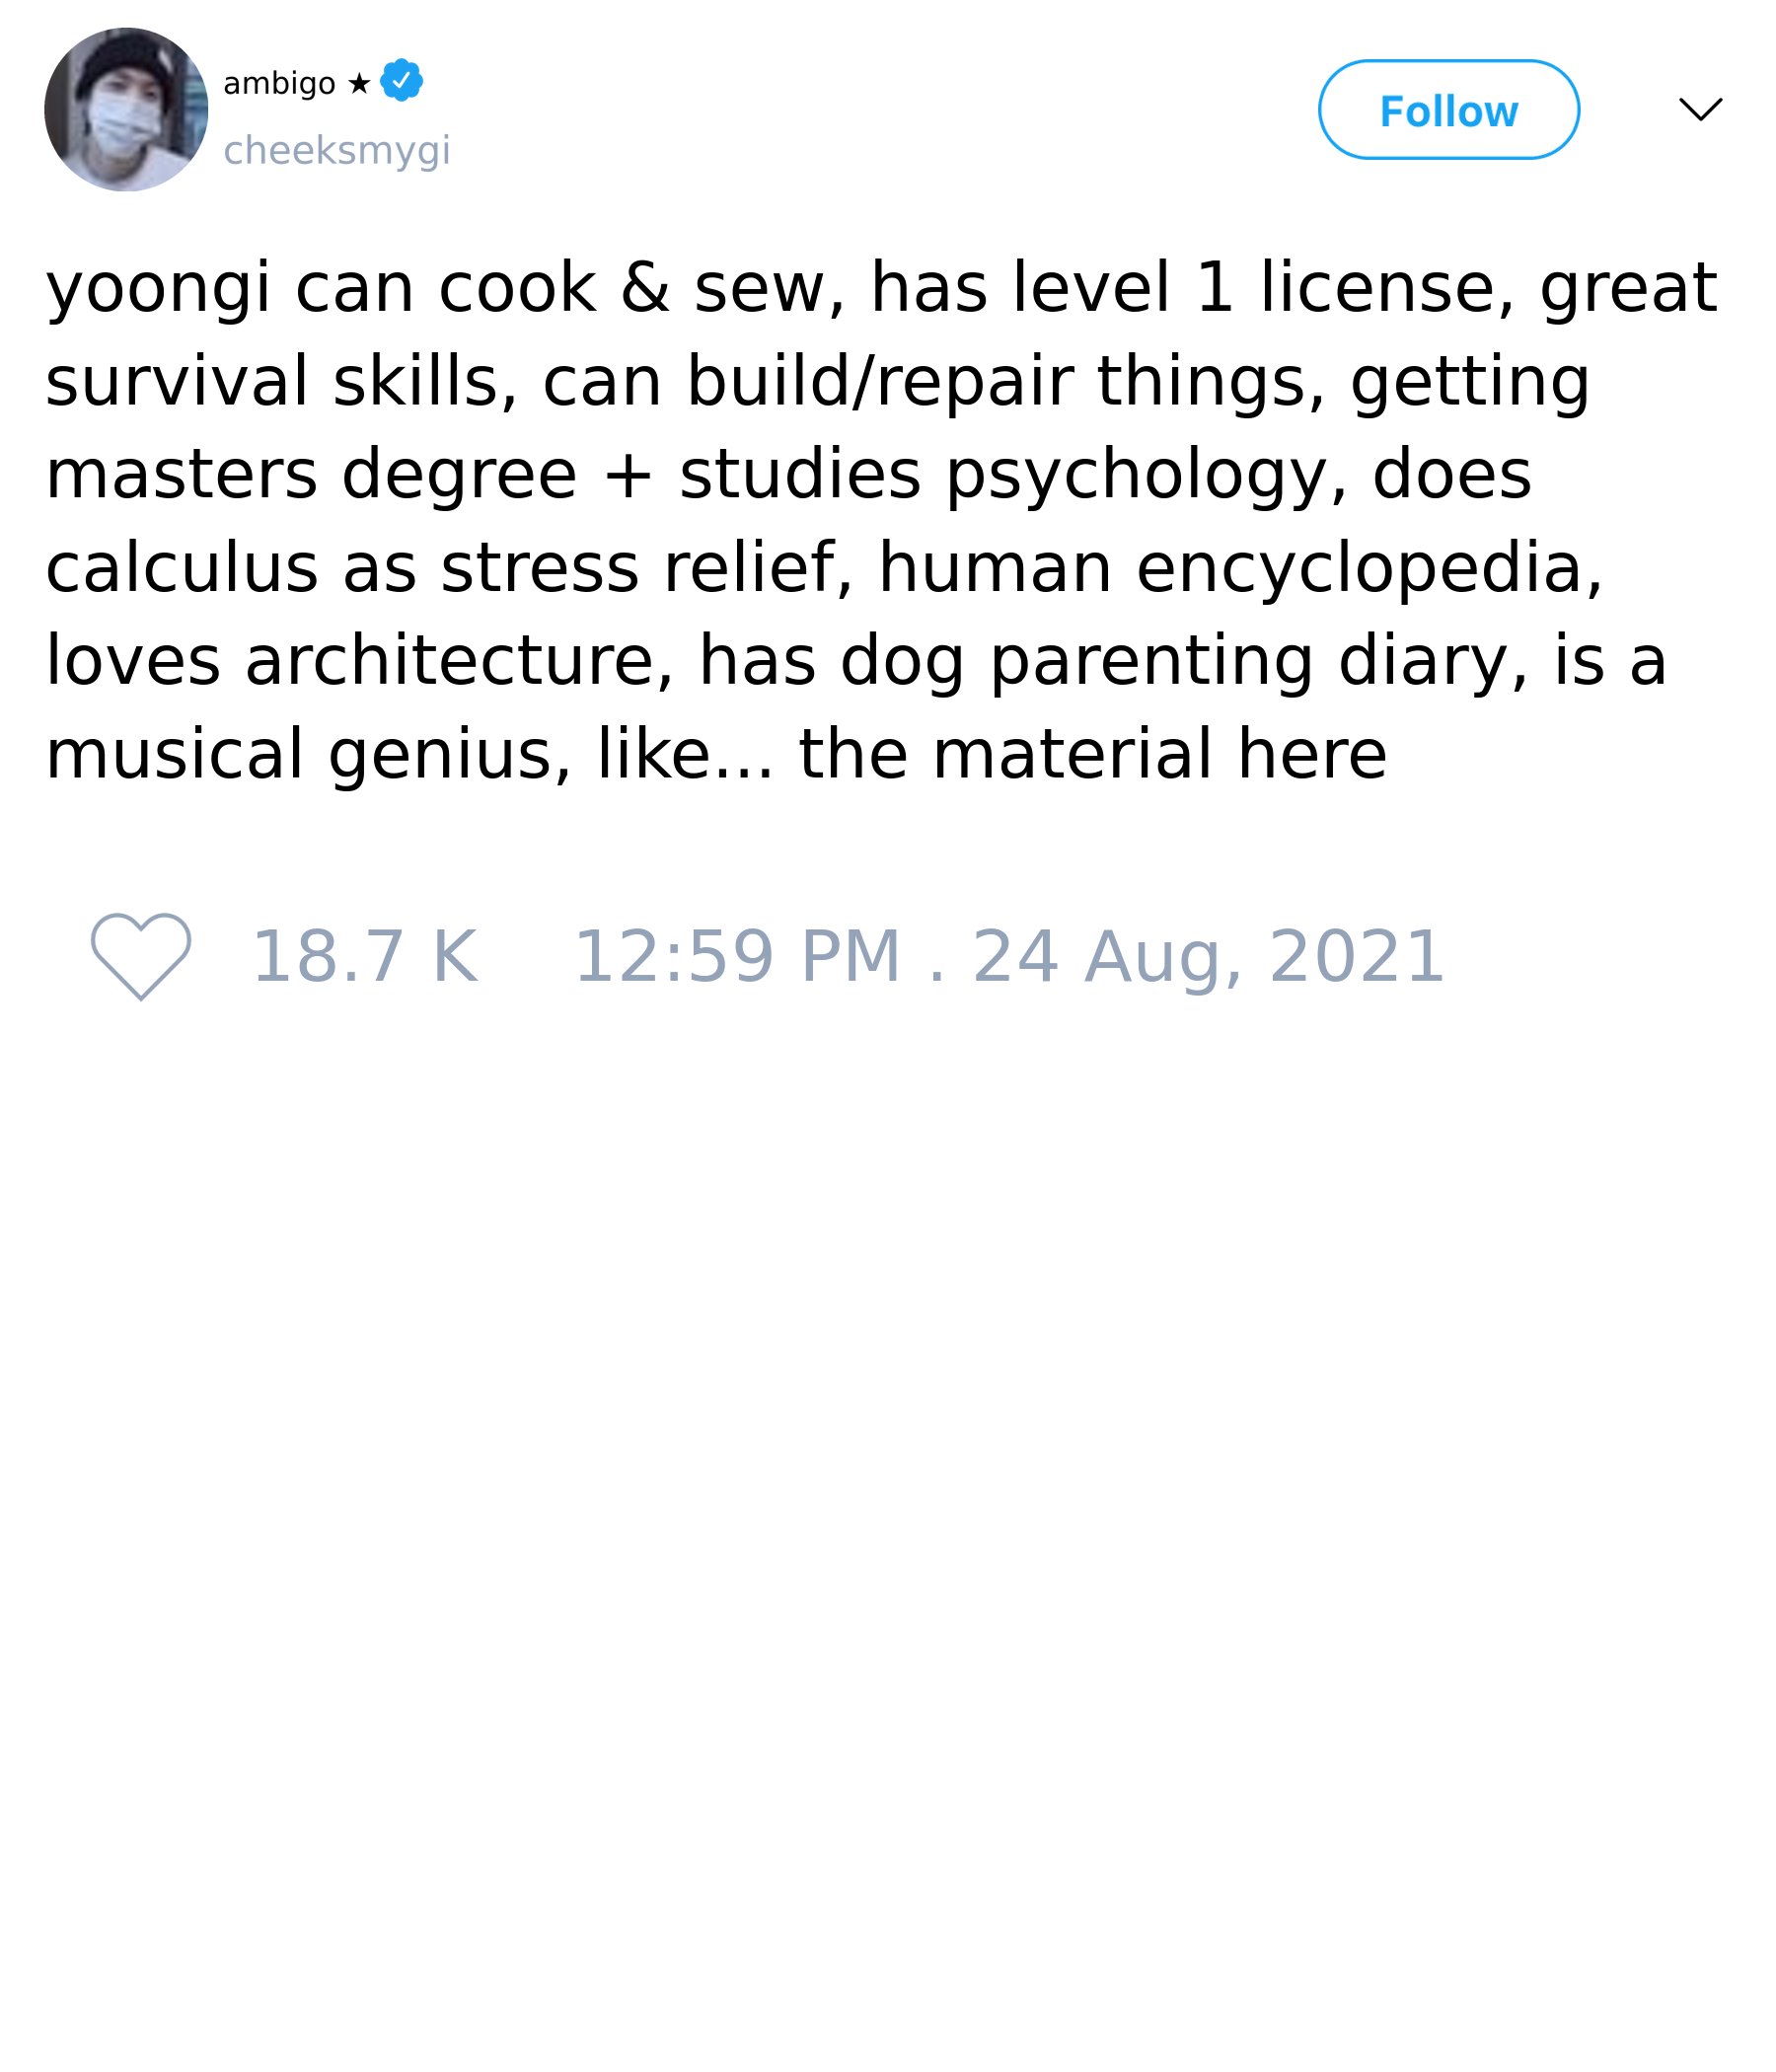 ambigo ★
cheeksmygi
Follow
yoongi can cook & sew, has level 1 license, great
survival skills, can build/repair things, getting
masters degree + studies psychology, does
calculus as stress relief, human encyclopedia,
loves architecture, has dog parenting diary, is a
musical genius, like... the material here
18.7 K 12:59 PM . 24 Aug, 2021